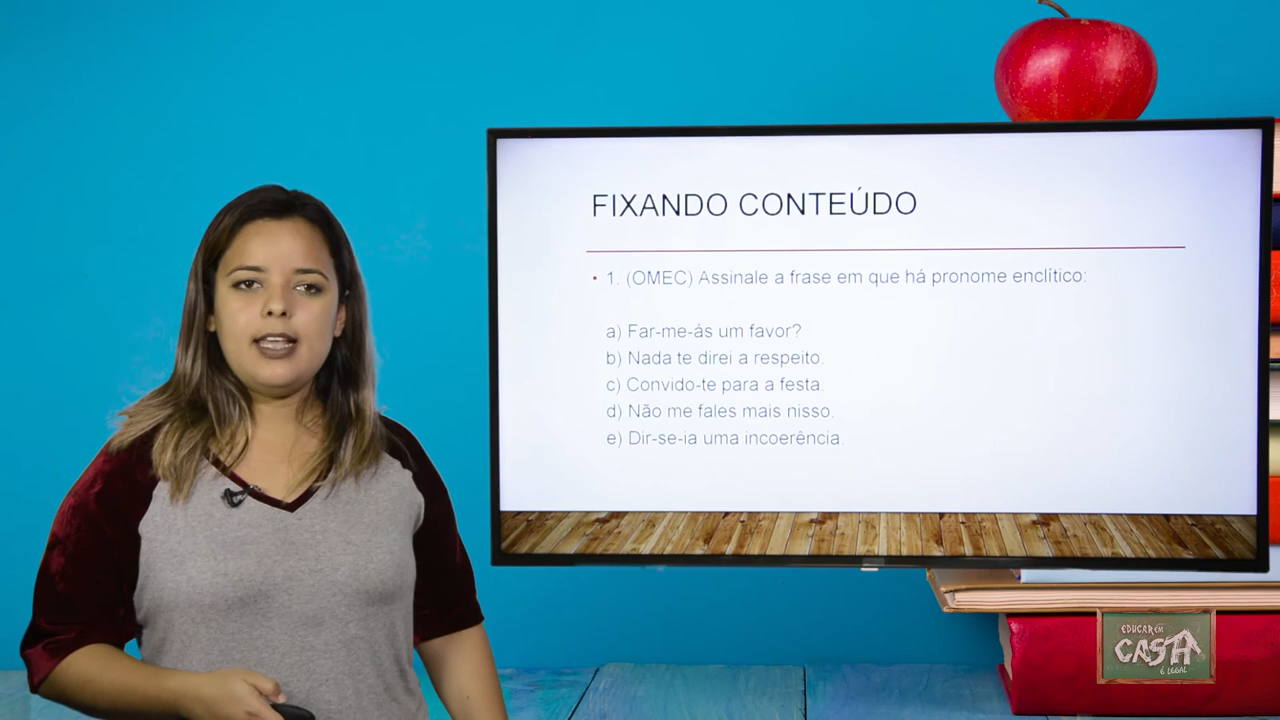 FIXANDO CONTEÚDO
• 1. (OMEC) Assinale a frase em que há pronome enclítico:
a) Far-me-ás um favor?
b) Nada te direi a respeito.
c) Convido-te para a festa.
d) Não me fales mais nisso.
e) Dir-se-ia uma incoerência.
EDUCAR EM
CASA
É LEGAL